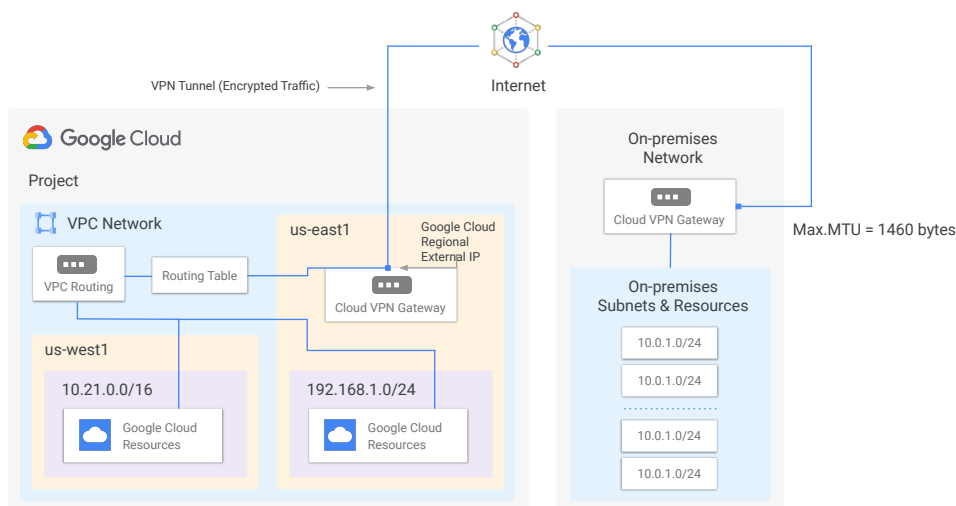 Internet
VPN Tunnel (Encrypted Traffic)
Google Cloud
Project
VPC Network
VPC Routing
Routing Table
us-east1
Google Cloud
Regional
External IP
Cloud VPN Gateway
us-west1
10.21.0.0/16
Google Cloud
Resources
192.168.1.0/24
Google Cloud
Resources
On-premises
Network
Cloud VPN Gateway
Max.MTU = 1460 bytes
On-premises
Subnets & Resources
10.0.1.0/24
10.0.1.0/24
10.0.1.0/24
10.0.1.0/24